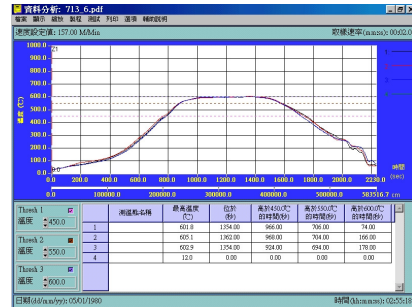 資料分析: 713_6.pdf
檔案 顯示 縮放 製程 測試 列印 選項 輔助說明
速度設定值: 157.00 M/Min 取樣速率(mm:ss): 00:02.0
1000.0
900.0
800.0
700.0
600.0
500.0
400.0
300.0
200.0
100.0
0.0
溫度 (℃)
0.0 200.0 400.0 600.0 800.0 1000.0 1200.0 1400.0 1600.0 1800.0 2000.0 2230.0
時間 (sec)
0.0 100000.0 200000.0 300000.0 400000.0 583516.7 cm
Thresh 1
溫度 450.0
Thresh 2
溫度 550.0
Thresh 3
溫度 600.0
測溫點名稱 最高溫度(℃) 位於(秒) 高於450.0℃的時間(秒) 高於550.0℃的時間(秒) 高於600.0℃的時間(秒)
1 601.8 1354.00 966.00 706.00 74.00
2 605.1 1362.00 968.00 704.00 166.00
3 602.9 1354.00 924.00 694.00 178.00
4 12.0 0.00 0.00 0.00 0.00
日期(dd/mm/yy): 05/01/1980 時間(hh:mm:ss): 02:55:18